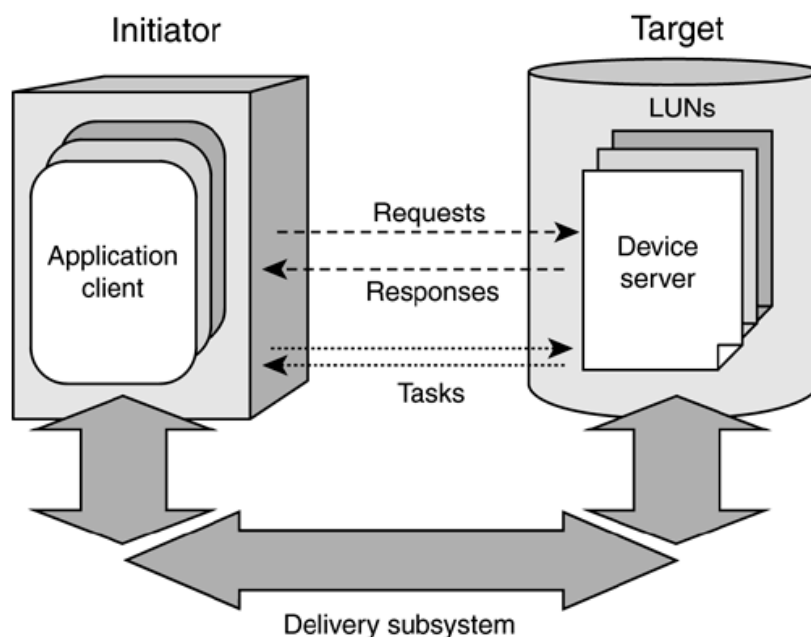 Initiator
Target
LUNs
Application
client
Requests
Responses
Tasks
Device
server
Delivery subsystem